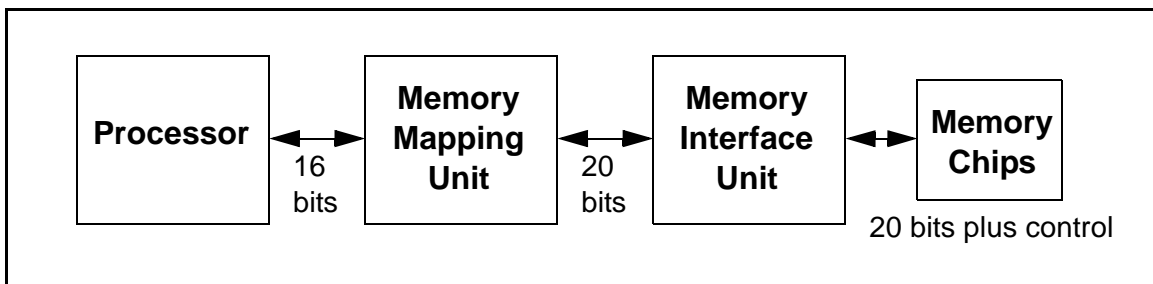 Processor
16
bits
Memory
Mapping
Unit
20
bits
Memory
Interface
Unit
Memory
Chips
20 bits plus control